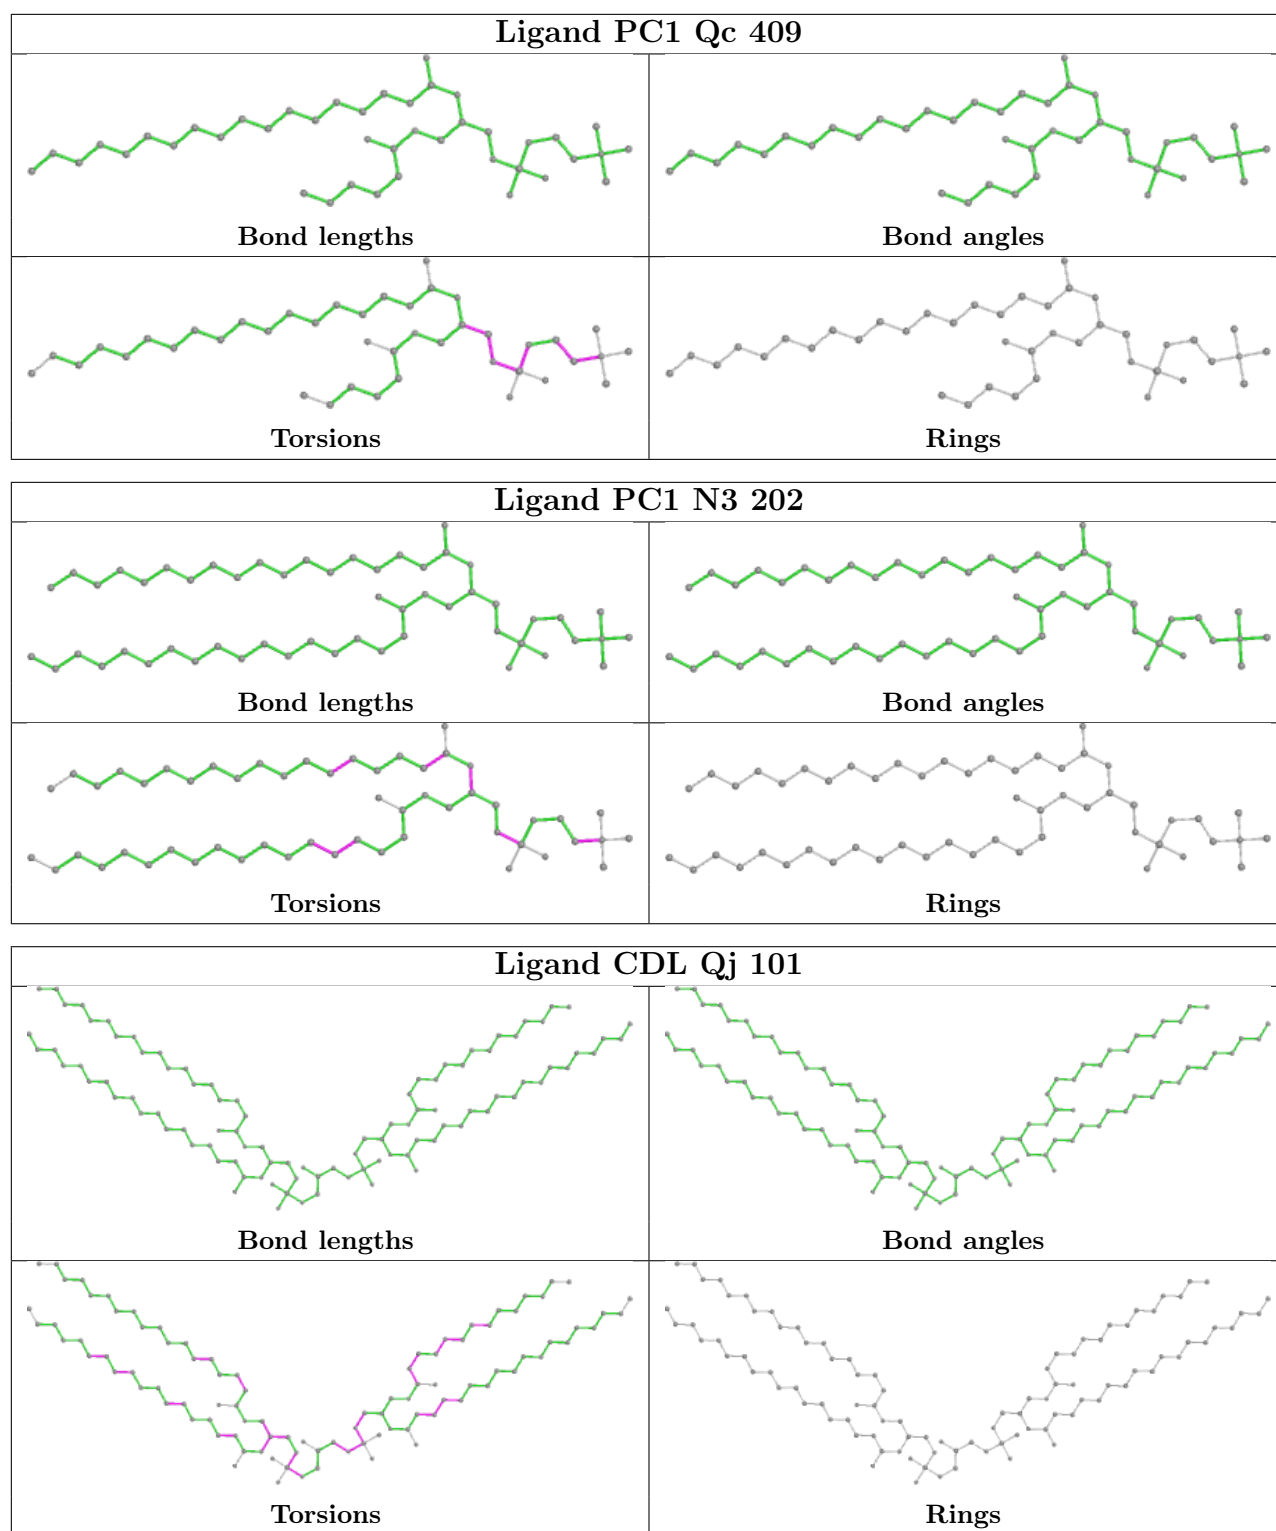 Ligand PC1 Qc 409
Bond lengths
Bond angles
Torsions
Rings
Ligand PC1 N3 202
Bond lengths
Bond angles
Torsions
Rings
Ligand CDL Qj 101
Bond lengths
Bond angles
Torsions
Rings